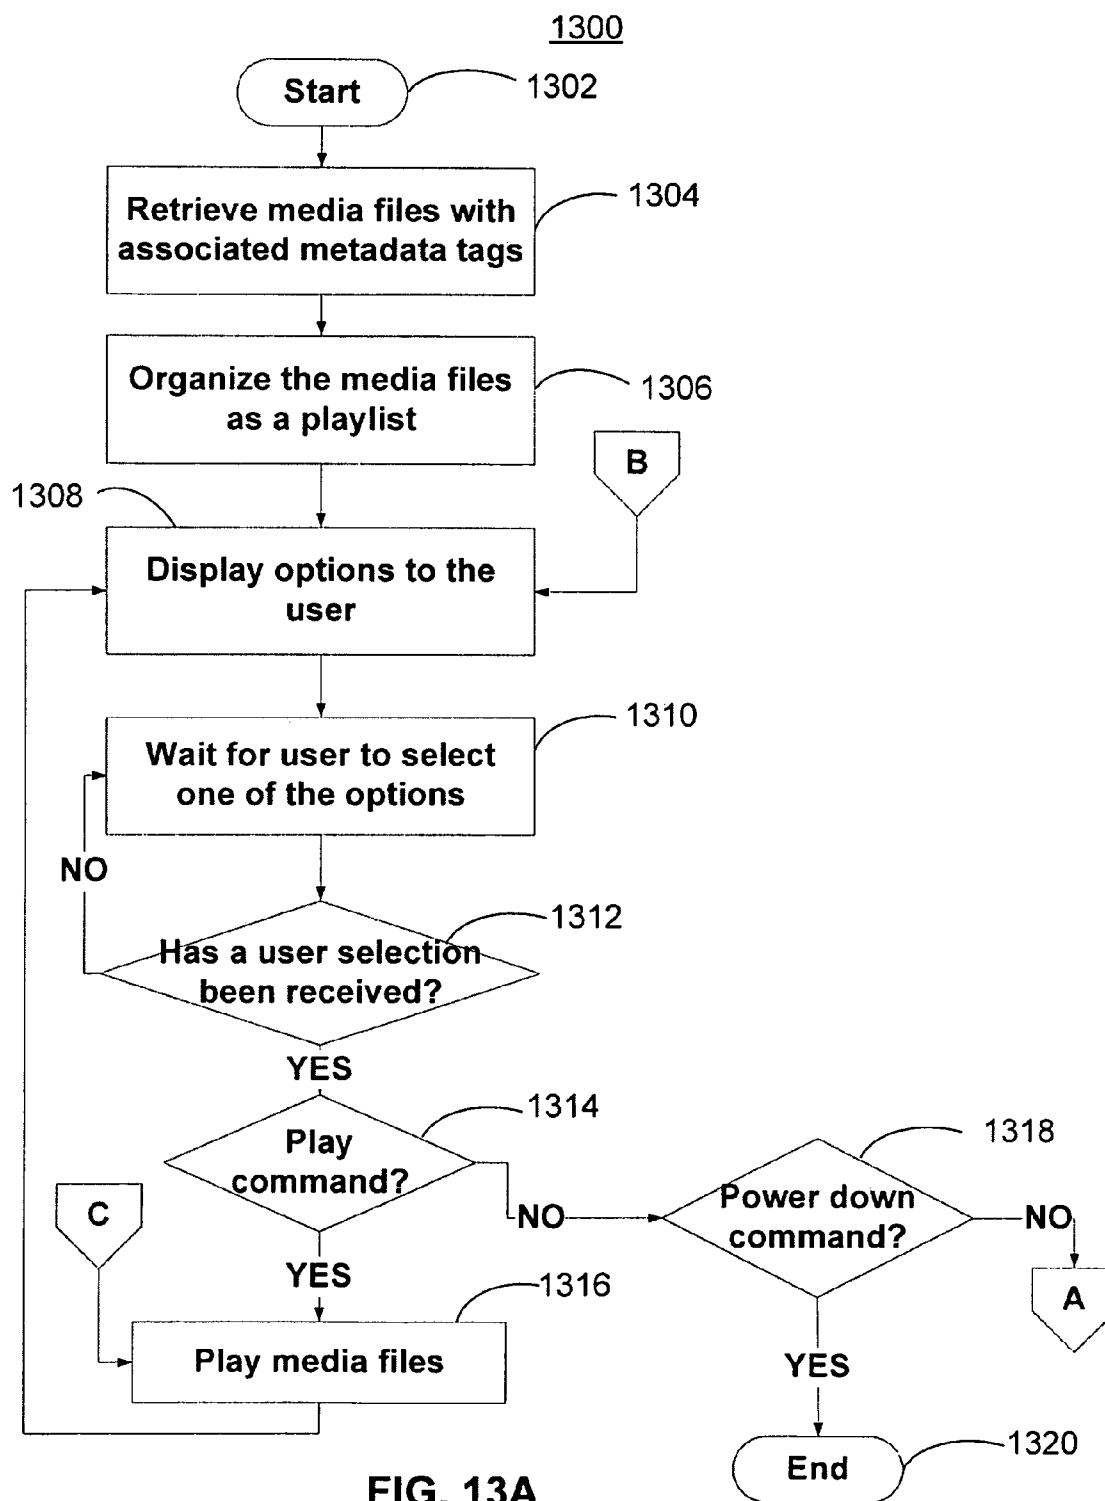 1300
Start
1302
Retrieve media files with
associated metadata tags
1304
Organize the media files
as a playlist
1306
B
1308
Display options to the
user
Wait for user to select
one of the options
1310
NO
Has a user selection
been received?
1312
YES
Play
command?
1314
NO
Power down
command?
1318
NO
A
C
YES
Play media files
1316
YES
End
1320
FIG. 13A